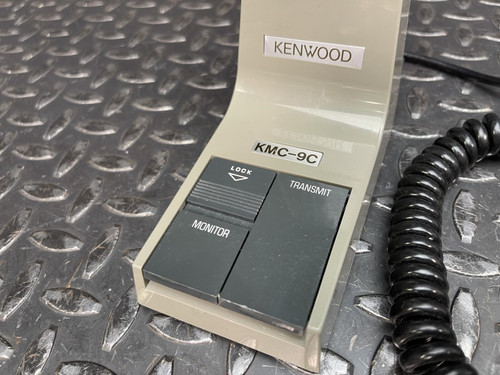 KENWOOD
KMC-9C
LOCK
TRANSMIT
MONITOR